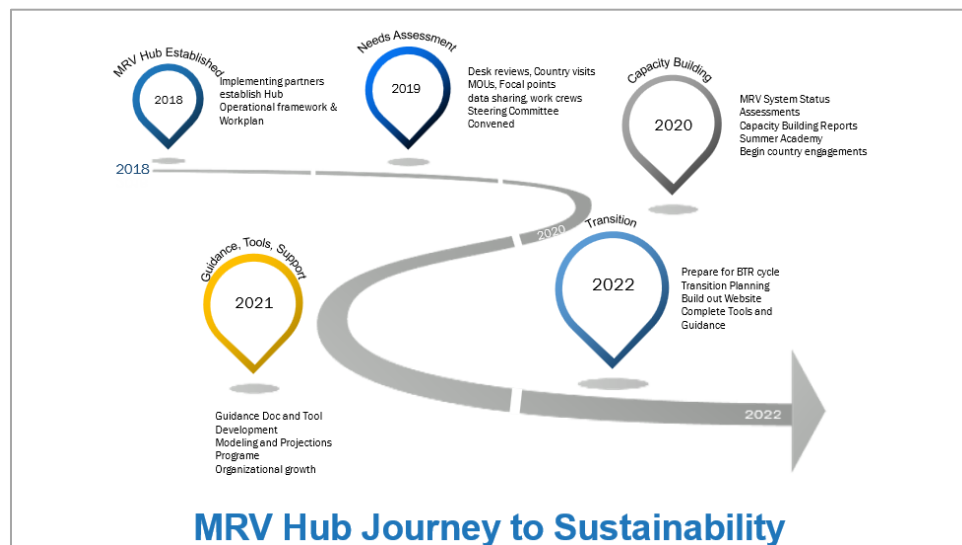 MRV Hub Established
2018
Implementing partners
establish Hub
Operational framework &
Workplan
Needs Assessment
2019
Desk reviews, Country visits
MOUs, Focal points
data sharing, work crews
Steering Committee
Convened
Capacity Building
2020
MRV System Status
Assessments
Capacity Building Reports
Summer Academy
Begin country engagements
2018
2020
Guidance, Tools, Support
2021
Guidance Doc and Tool
Development
Modeling and Projections
Programe
Organizational growth
Transition
2022
Prepare for BTR cycle
Transition Planning
Build out Website
Complete Tools and
Guidance
2022
MRV Hub Journey to Sustainability